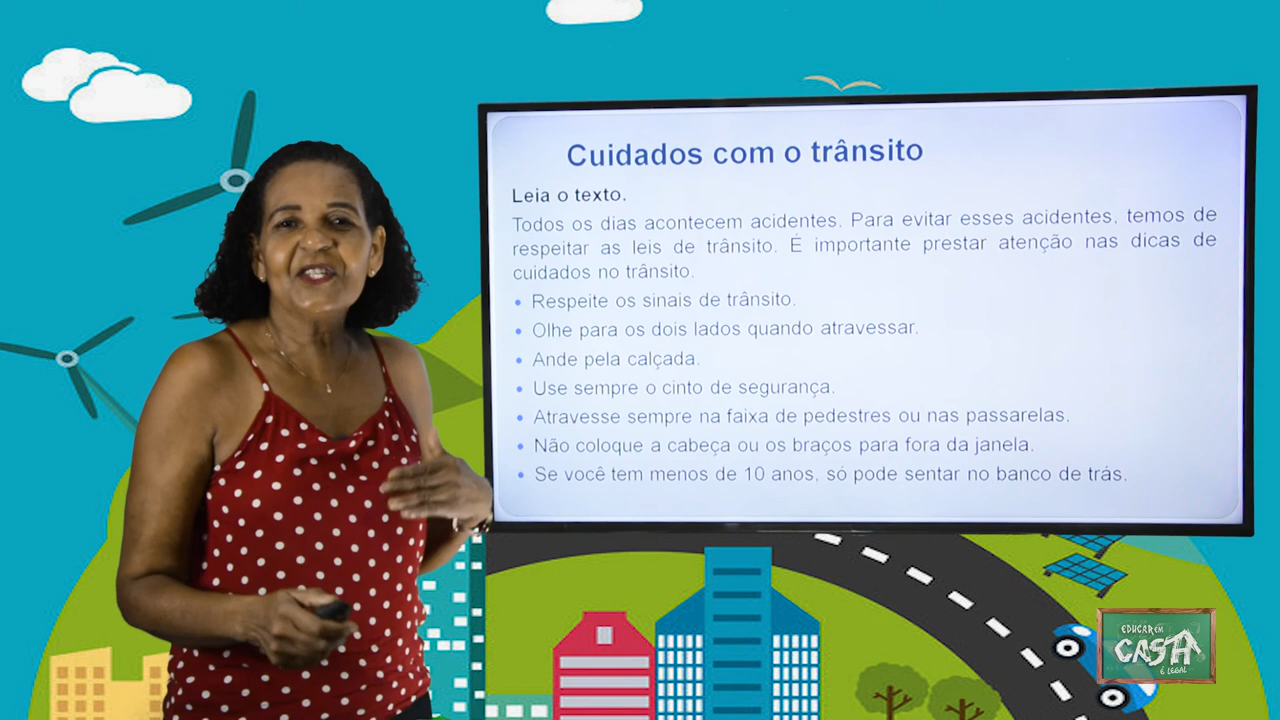 Cuidados com o trânsito
Leia o texto.
Todos os dias acontecem acidentes. Para evitar esses acidentes, temos de
respeitar as leis de trânsito. É importante prestar atenção nas dicas de
cuidados no trânsito.
• Respeite os sinais de trânsito.
• Olhe para os dois lados quando atravessar.
• Ande pela calçada.
• Use sempre o cinto de segurança.
• Atravesse sempre na faixa de pedestres ou nas passarelas.
• Não coloque a cabeça ou os braços para fora da janela.
• Se você tem menos de 10 anos, só pode sentar no banco de trás.
EDUCAR EM
CASA
É LEGAL